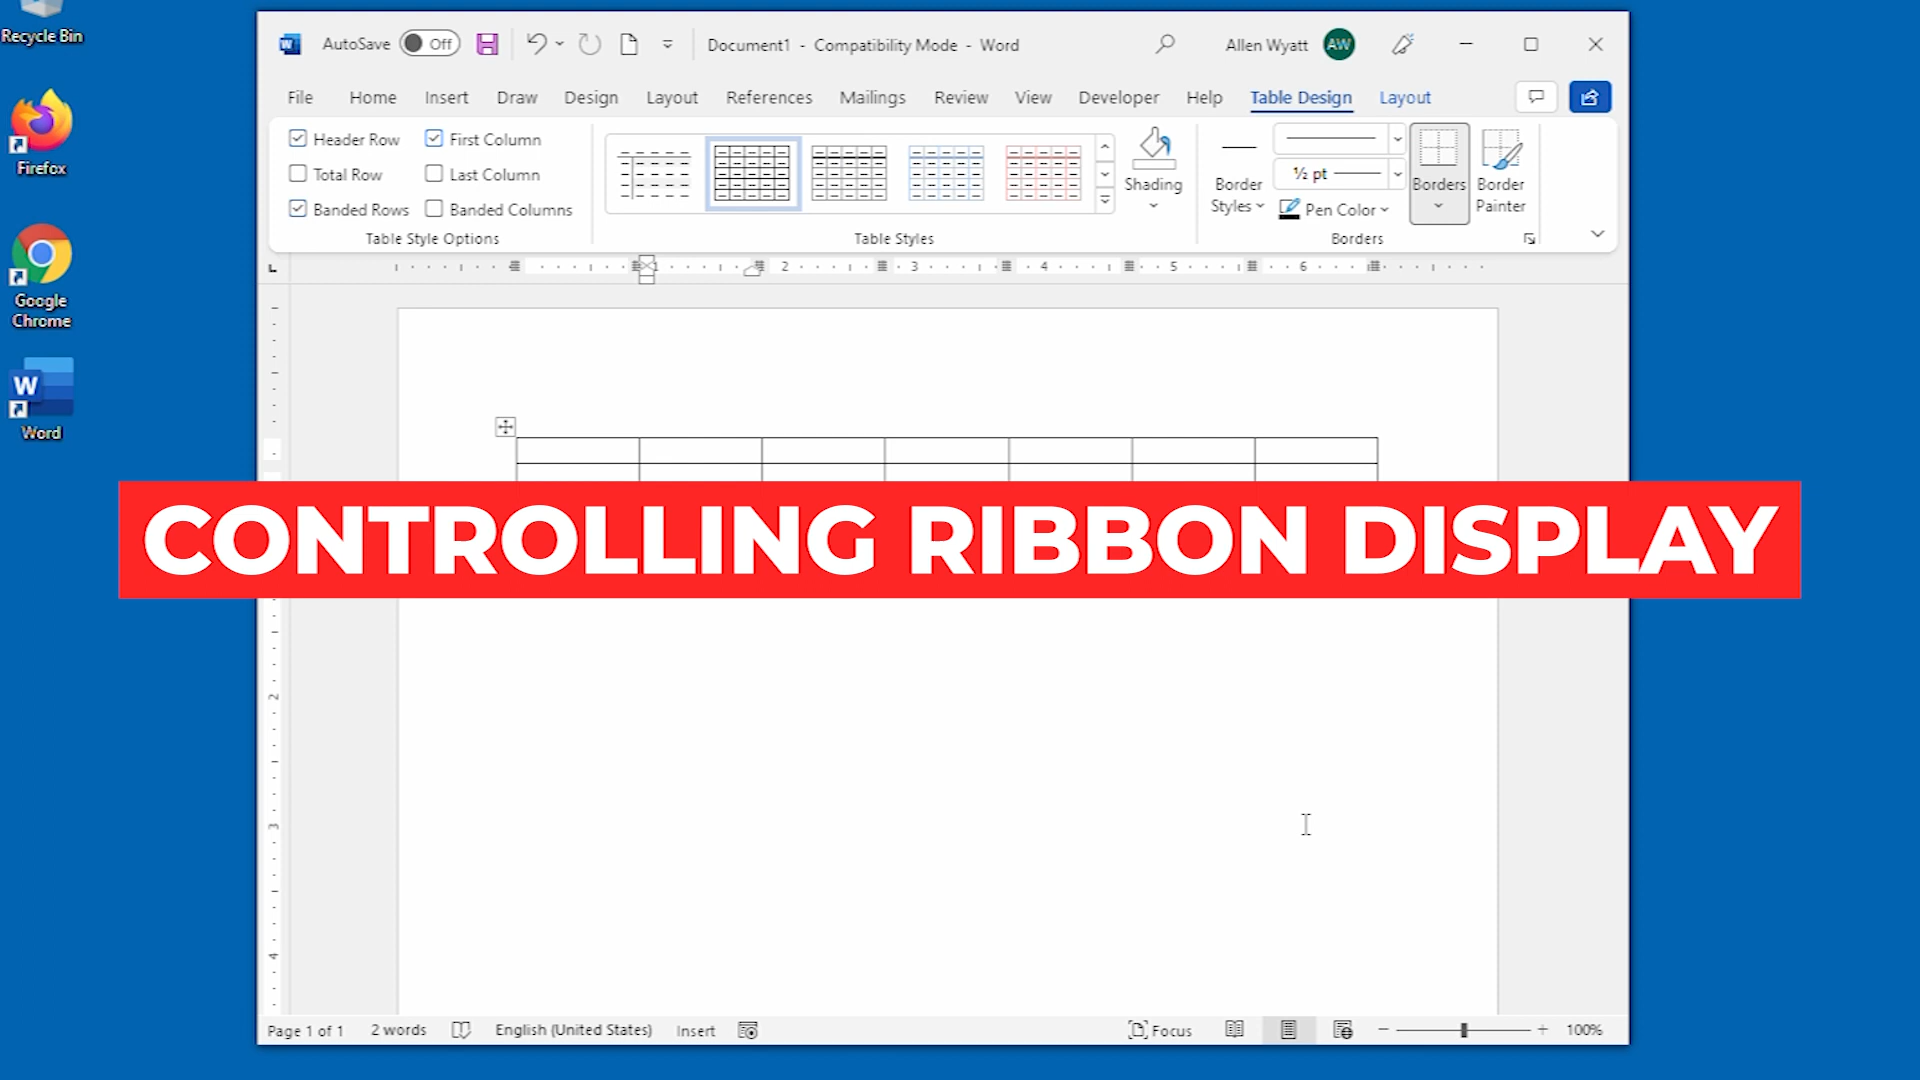 Recycle Bin
Firefox
Google
Chrome
W
Word
AutoSave Off
Document1 - Compatibility Mode - Word
Allen Wyatt AW
File Home Insert Draw Design Layout References Mailings Review View Developer Help Table Design Layout
Header Row First Column
Total Row Last Column
Banded Rows Banded Columns
Table Style Options
Table Styles
Shading
Border
Styles
½ pt
Pen Color
Borders
Border
Painter
Borders
1 2 3 4 5 6
CONTROLLING RIBBON DISPLAY
2
3
4
Page 1 of 1 2 words English (United States) Insert Focus 100%